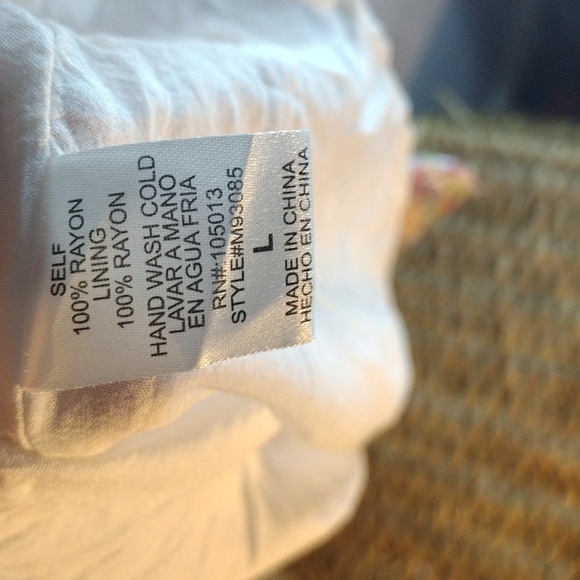 SELF
100% RAYON
LINING
100% RAYON
HAND WASH COLD
LAVAR A MANO
EN AGUA FRIA
RN#:105013
STYLE#M93085
L
MADE IN CHINA
HECHO EN CHINA